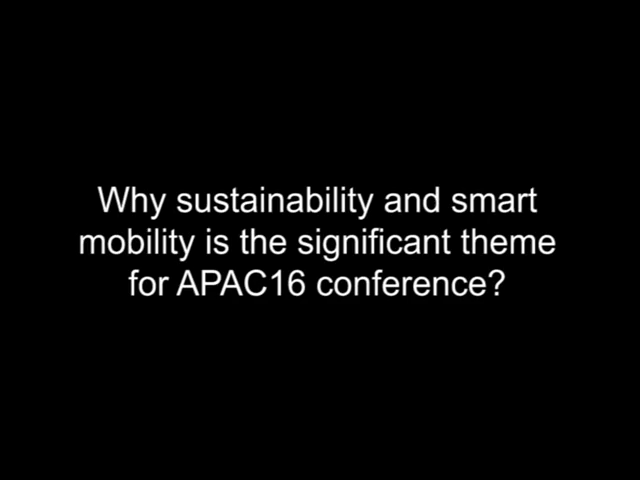 Why sustainability and smart
mobility is the significant theme
for APAC16 conference?